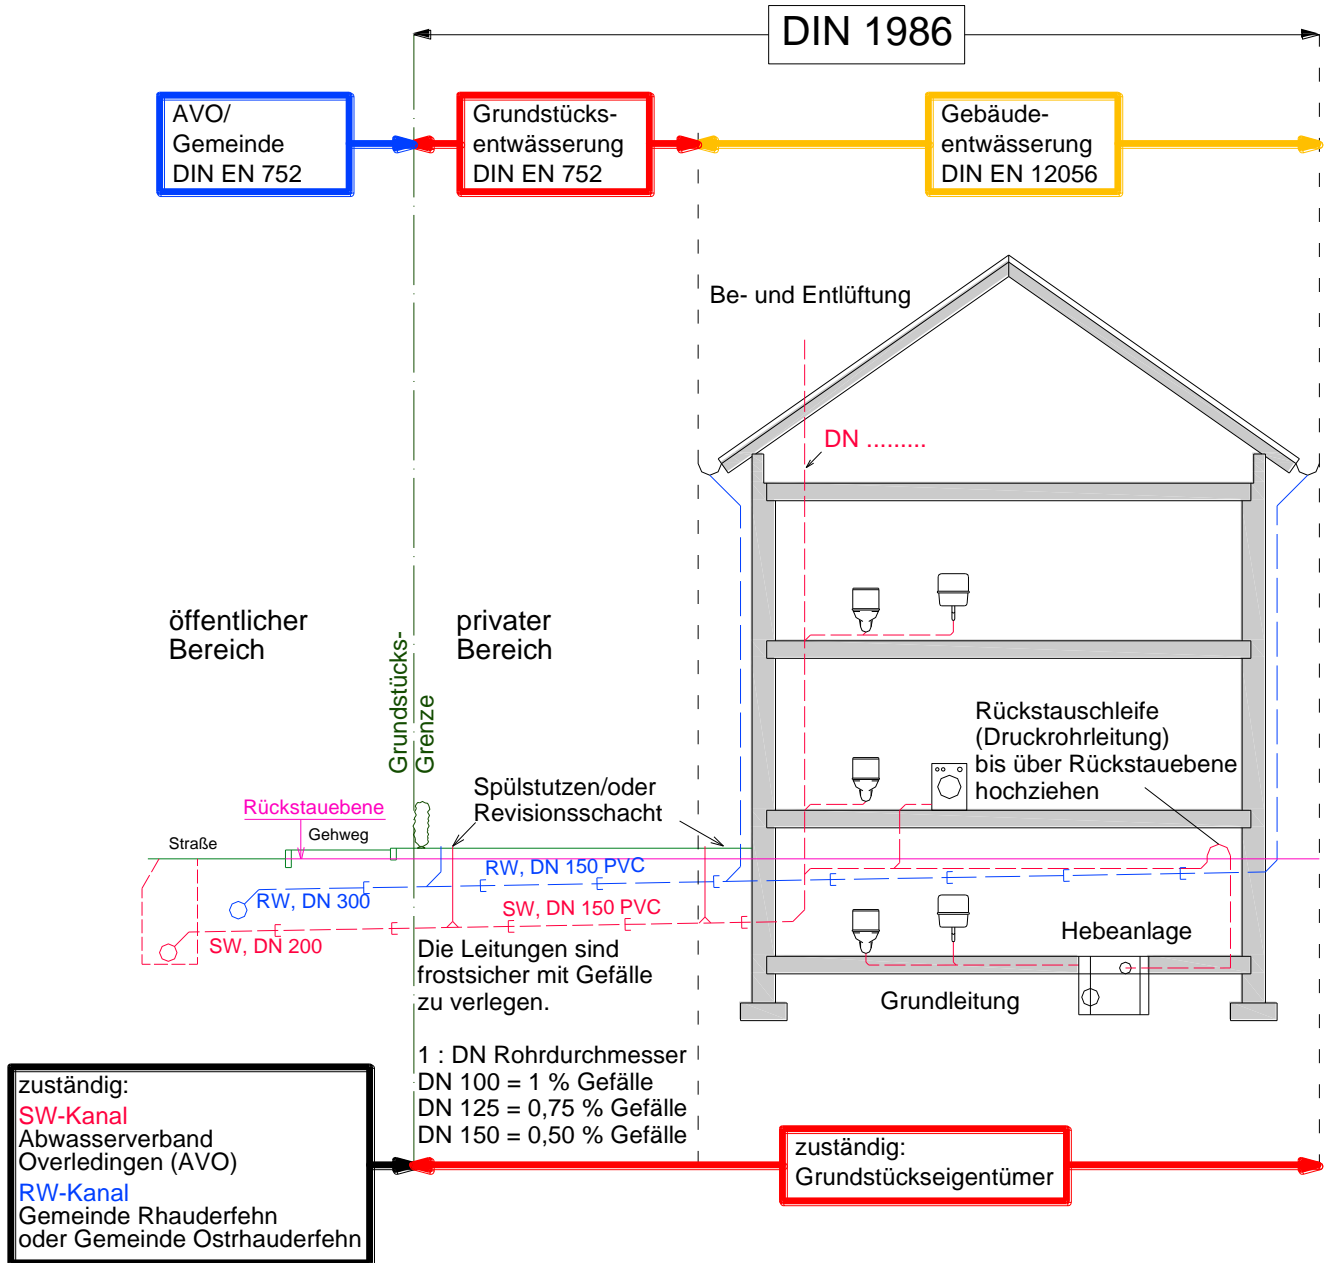 DIN 1986
AVO/
Gemeinde
DIN EN 752
Grundstücks-
entwässerung
DIN EN 752
Gebäude-
entwässerung
DIN EN 12056
Be- und Entlüftung
DN .........
öffentlicher
Bereich
privater
Bereich
Grundstücks-
Grenze
Rückstauschleife
(Druckrohrleitung)
bis über Rückstauebene
hochziehen
Spülstutzen/oder
Revisionsschacht
Rückstauebene
Straße
Gehweg
RW, DN 150 PVC
RW, DN 300
SW, DN 150 PVC
SW, DN 200
Hebeanlage
Grundleitung
Die Leitungen sind
frostsicher mit Gefälle
zu verlegen.
1 : DN Rohrdurchmesser
DN 100 = 1 % Gefälle
DN 125 = 0,75 % Gefälle
DN 150 = 0,50 % Gefälle
zuständig:
SW-Kanal
Abwasserverband
Overledingen (AVO)
RW-Kanal
Gemeinde Rhauderfehn
oder Gemeinde Ostrhauderfehn
zuständig:
Grundstückseigentümer